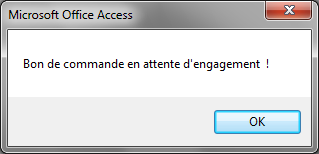 Microsoft Office Access
Bon de commande en attente d'engagement  !
OK